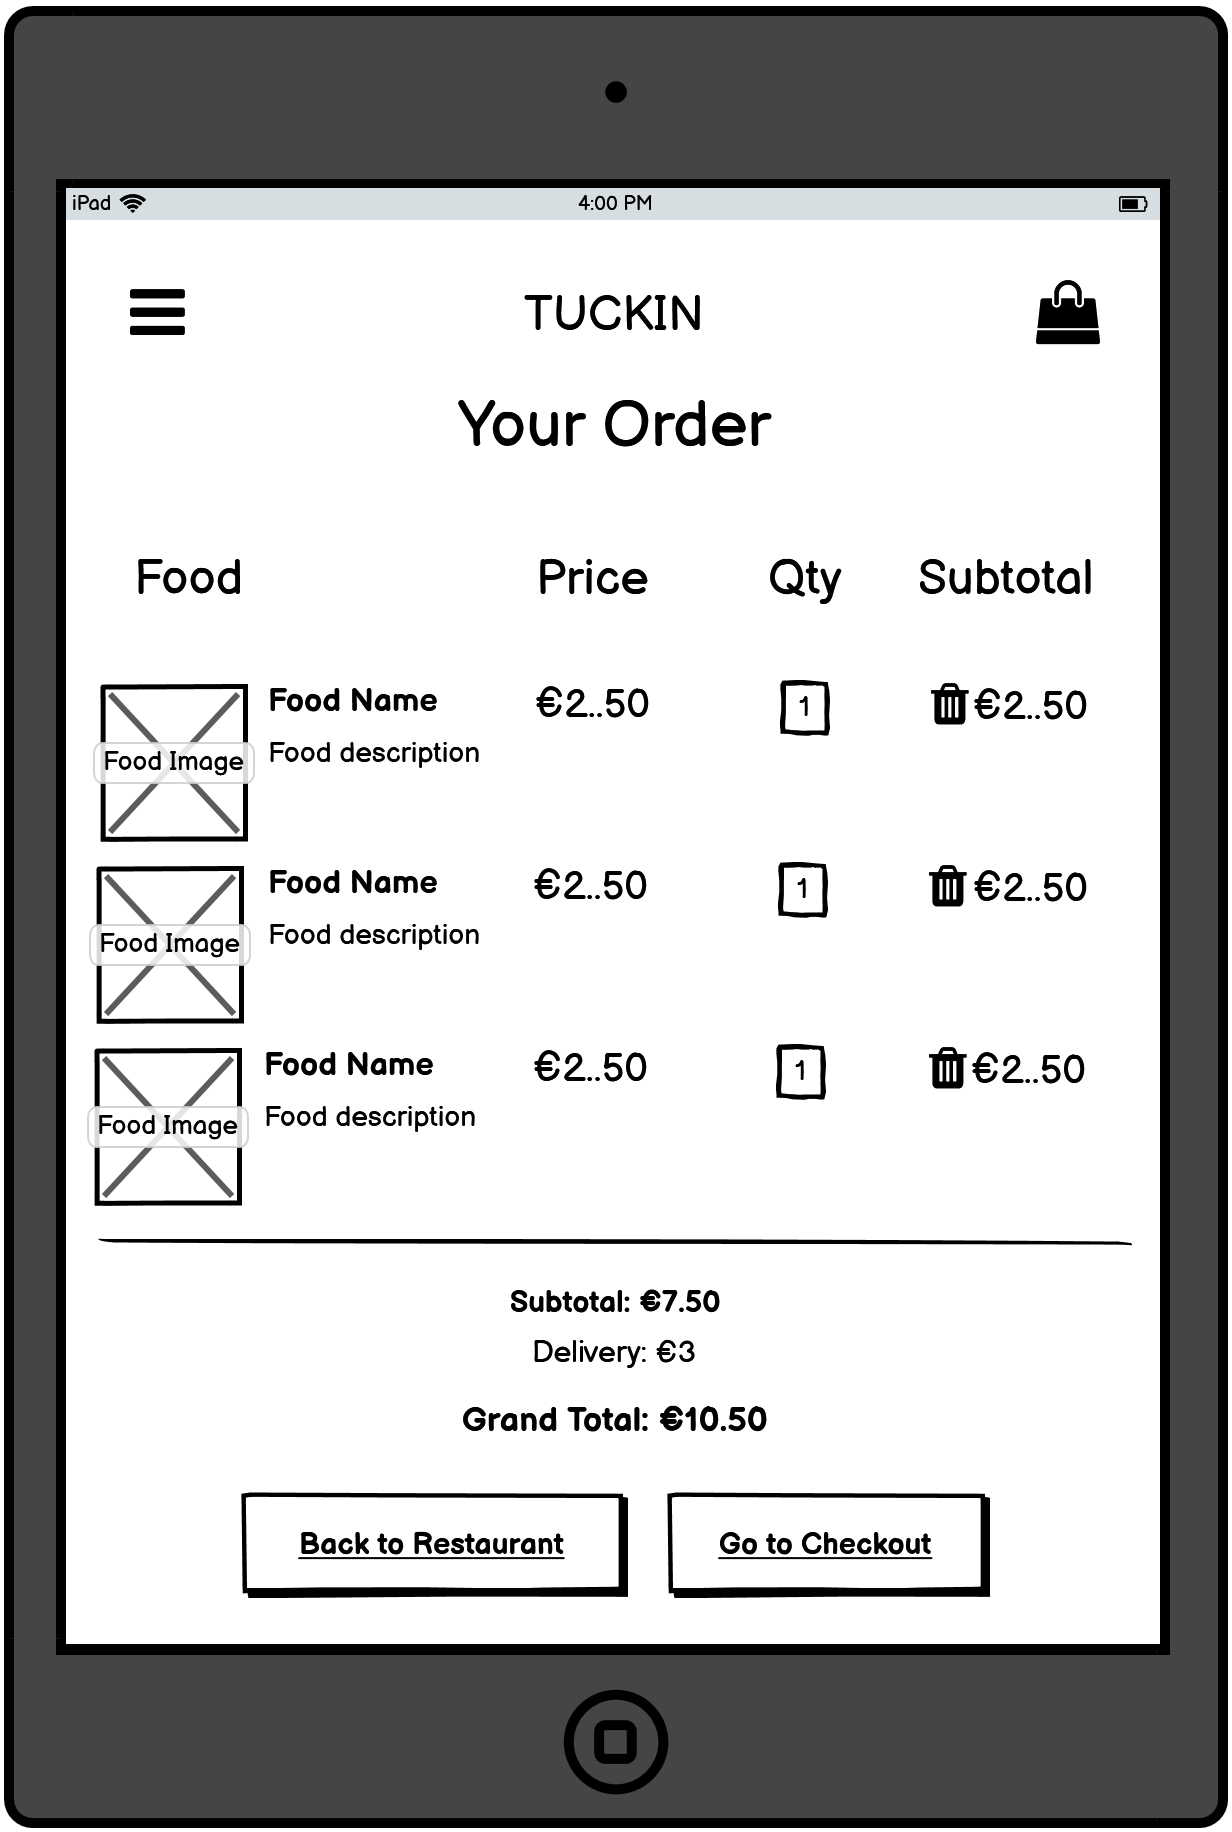 iPad 4:00 PM
TUCKIN
Your Order
Food Price Qty Subtotal
Food Name €2..50 1 €2..50
Food description
Food Image
Food Name €2..50 1 €2..50
Food description
Food Image
Food Name €2..50 1 €2..50
Food description
Food Image
Subtotal: €7.50
Delivery: €3
Grand Total: €10.50
Back to Restaurant Go to Checkout